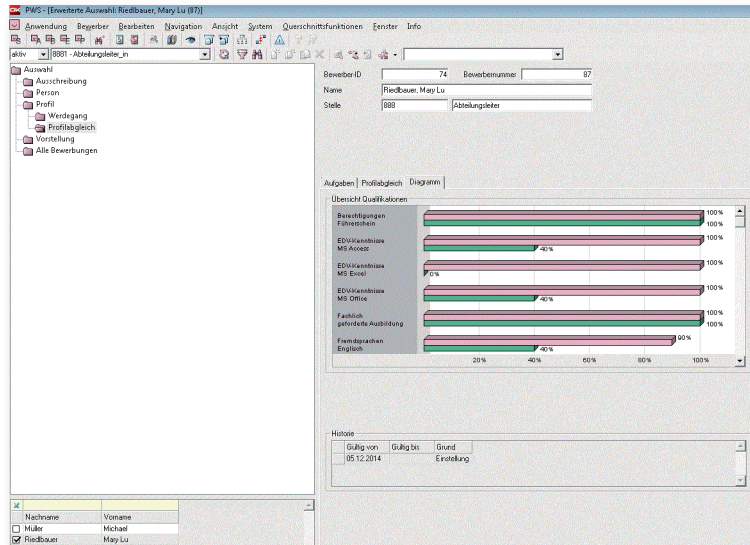 PWS - [Erweiterte Auswahl: Riedlbauer, Mary Lu (87)]
Anwendung Bewerber Bearbeiten Navigation Ansicht System Querschnittsfunktionen Fenster Info
aktiv 8881 - Abteilungsleiter_in
Auswahl
Ausschreibung
Person
Profil
Werdegang
Profilabgleich
Vorstellung
Alle Bewerbungen
Bewerber-ID 74 Bewerbernummer 87
Name Riedlbauer, Mary Lu
Stelle 888 Abteilungsleiter
Aufgaben Profilabgleich Diagramm
Übersicht Qualifikationen
Berechtigungen 100%
Führerschein 100%
EDV-Kenntnisse 100%
MS Access 40%
EDV-Kenntnisse 100%
MS Excel 0%
EDV-Kenntnisse 100%
MS Office 40%
Fachlich 100%
geforderte Ausbildung 100%
Fremdsprachen 90%
Englisch 40%
20% 40% 60% 80% 100%
Historie
Gültig von Gültig bis Grund
05.12.2014 Einstellung
Nachname Vorname
Müller Michael
Riedlbauer Mary Lu